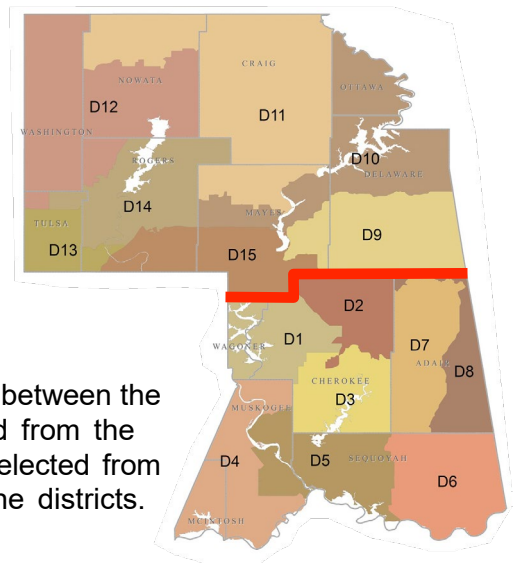 CRAIG
NOWATA
OTTAWA
D12
D11
WASHINGTON
ROGERS
D10
DELAWARE
D14
MAYES
TULSA
D13
D15
D9
D2
D1
WAGONER
D7
ADAIR
D8
CHEROKEE
D3
MUSKOGEE
D4
D5
SEQUOYAH
D6
MCINTOSH
between the
d from the
elected from
ne districts.